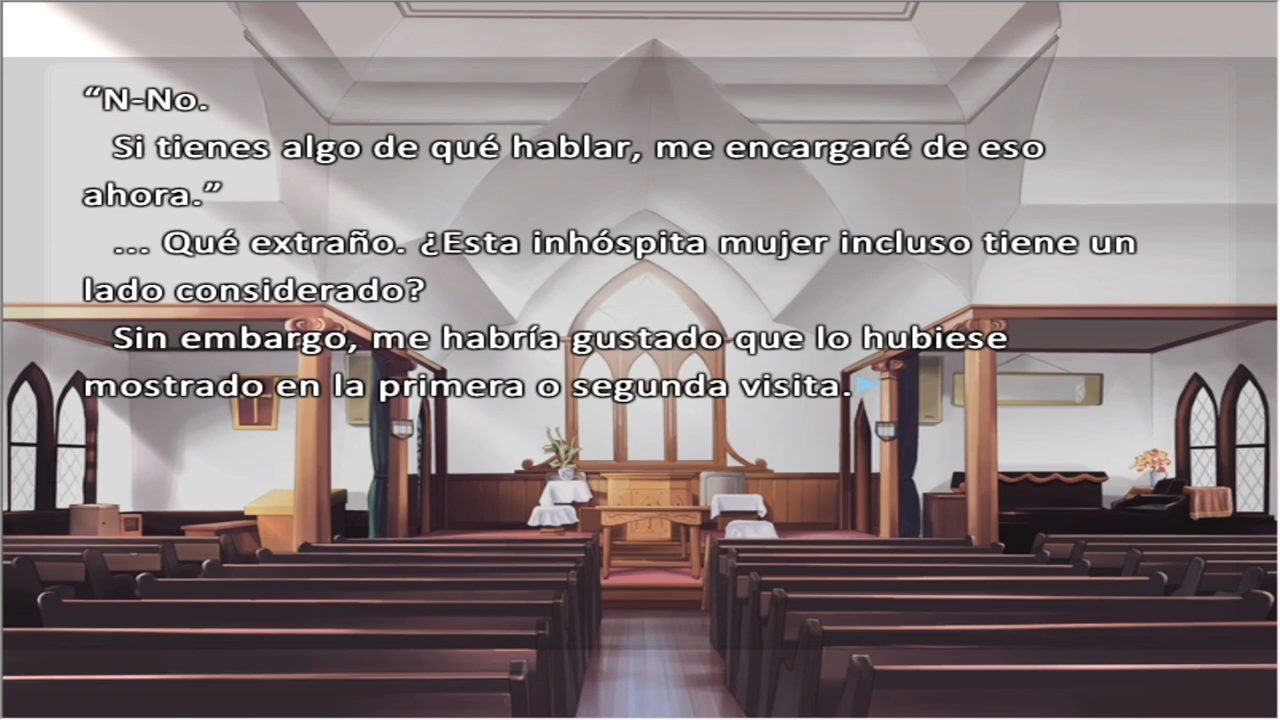 “N-No.
Si tienes algo de qué hablar, me encargaré de eso
ahora.”
... Qué extraño. ¿Esta inhóspita mujer incluso tiene un
lado considerado?
Sin embargo, me habría gustado que lo hubiese
mostrado en la primera o segunda visita.